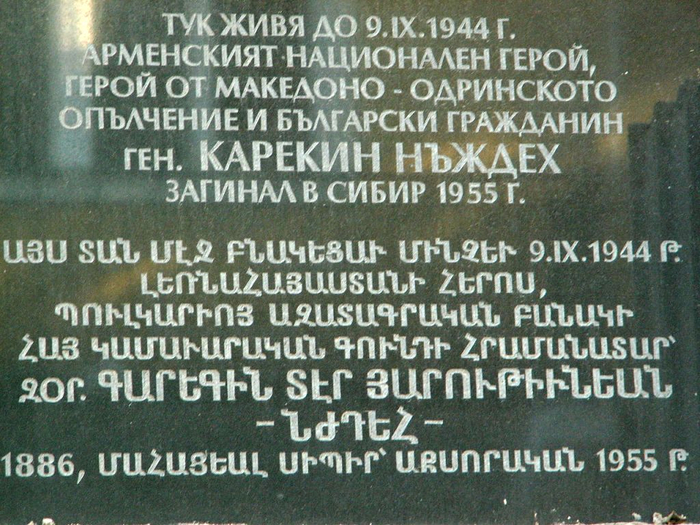 ТУК ЖИВЯ ДО 9.IX.1944 Г.
АРМЕНСКИЯТ НАЦИОНАЛЕН ГЕРОЙ,
ГЕРОЙ ОТ МАКЕДОНО - ОДРИНСКОТО
ОПЪЛЧЕНИЕ И БЪЛГАРСКИ ГРАЖДАНИН
ГЕН. КАРЕКИН НЪЖДЕХ
ЗАГИНАЛ В СИБИР 1955 Г.
ԱՅՍ ՏԱՆ ՄԷՋ ԲՆԱԿԵՑԱՒ ՄԻՆՉԵՒ 9.IX.1944 Թ.
ԼԵՌՆԱՀԱՅԱՍՏԱՆԻ ՀԵՐՈՍ,
ՊՈՒԼԿԱՐԻՈՅ ԱԶԱՏԱԳՐԱԿԱՆ ԲԱՆԱԿԻ
ՀԱՅ ԿԱՄԱՒԱՐԱԿԱՆ ԳՈՒՆԴԻ ՀՐԱՄԱՆԱՏԱՐ՝
ԶՕՐ. ԳԱՐԵԳԻՆ ՏԷՐ ՅԱՐՈՒԹԻՒՆԵԱՆ
– ՆԺԴԵՀ –
1886, ՄԱՀԱՑԵԱԼ ՍԻՊԻՐ՝ ԱՔՍՈՐԱԿԱՆ 1955 Թ.